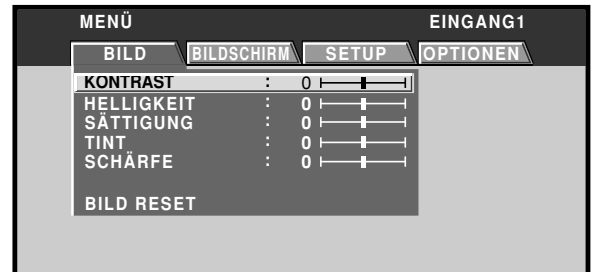 MENÜ EINGANG1
BILD BILDSCHIRM SETUP OPTIONEN
KONTRAST : 0
HELLIGKEIT : 0
SÄTTIGUNG : 0
TINT : 0
SCHÄRFE : 0
BILD RESET